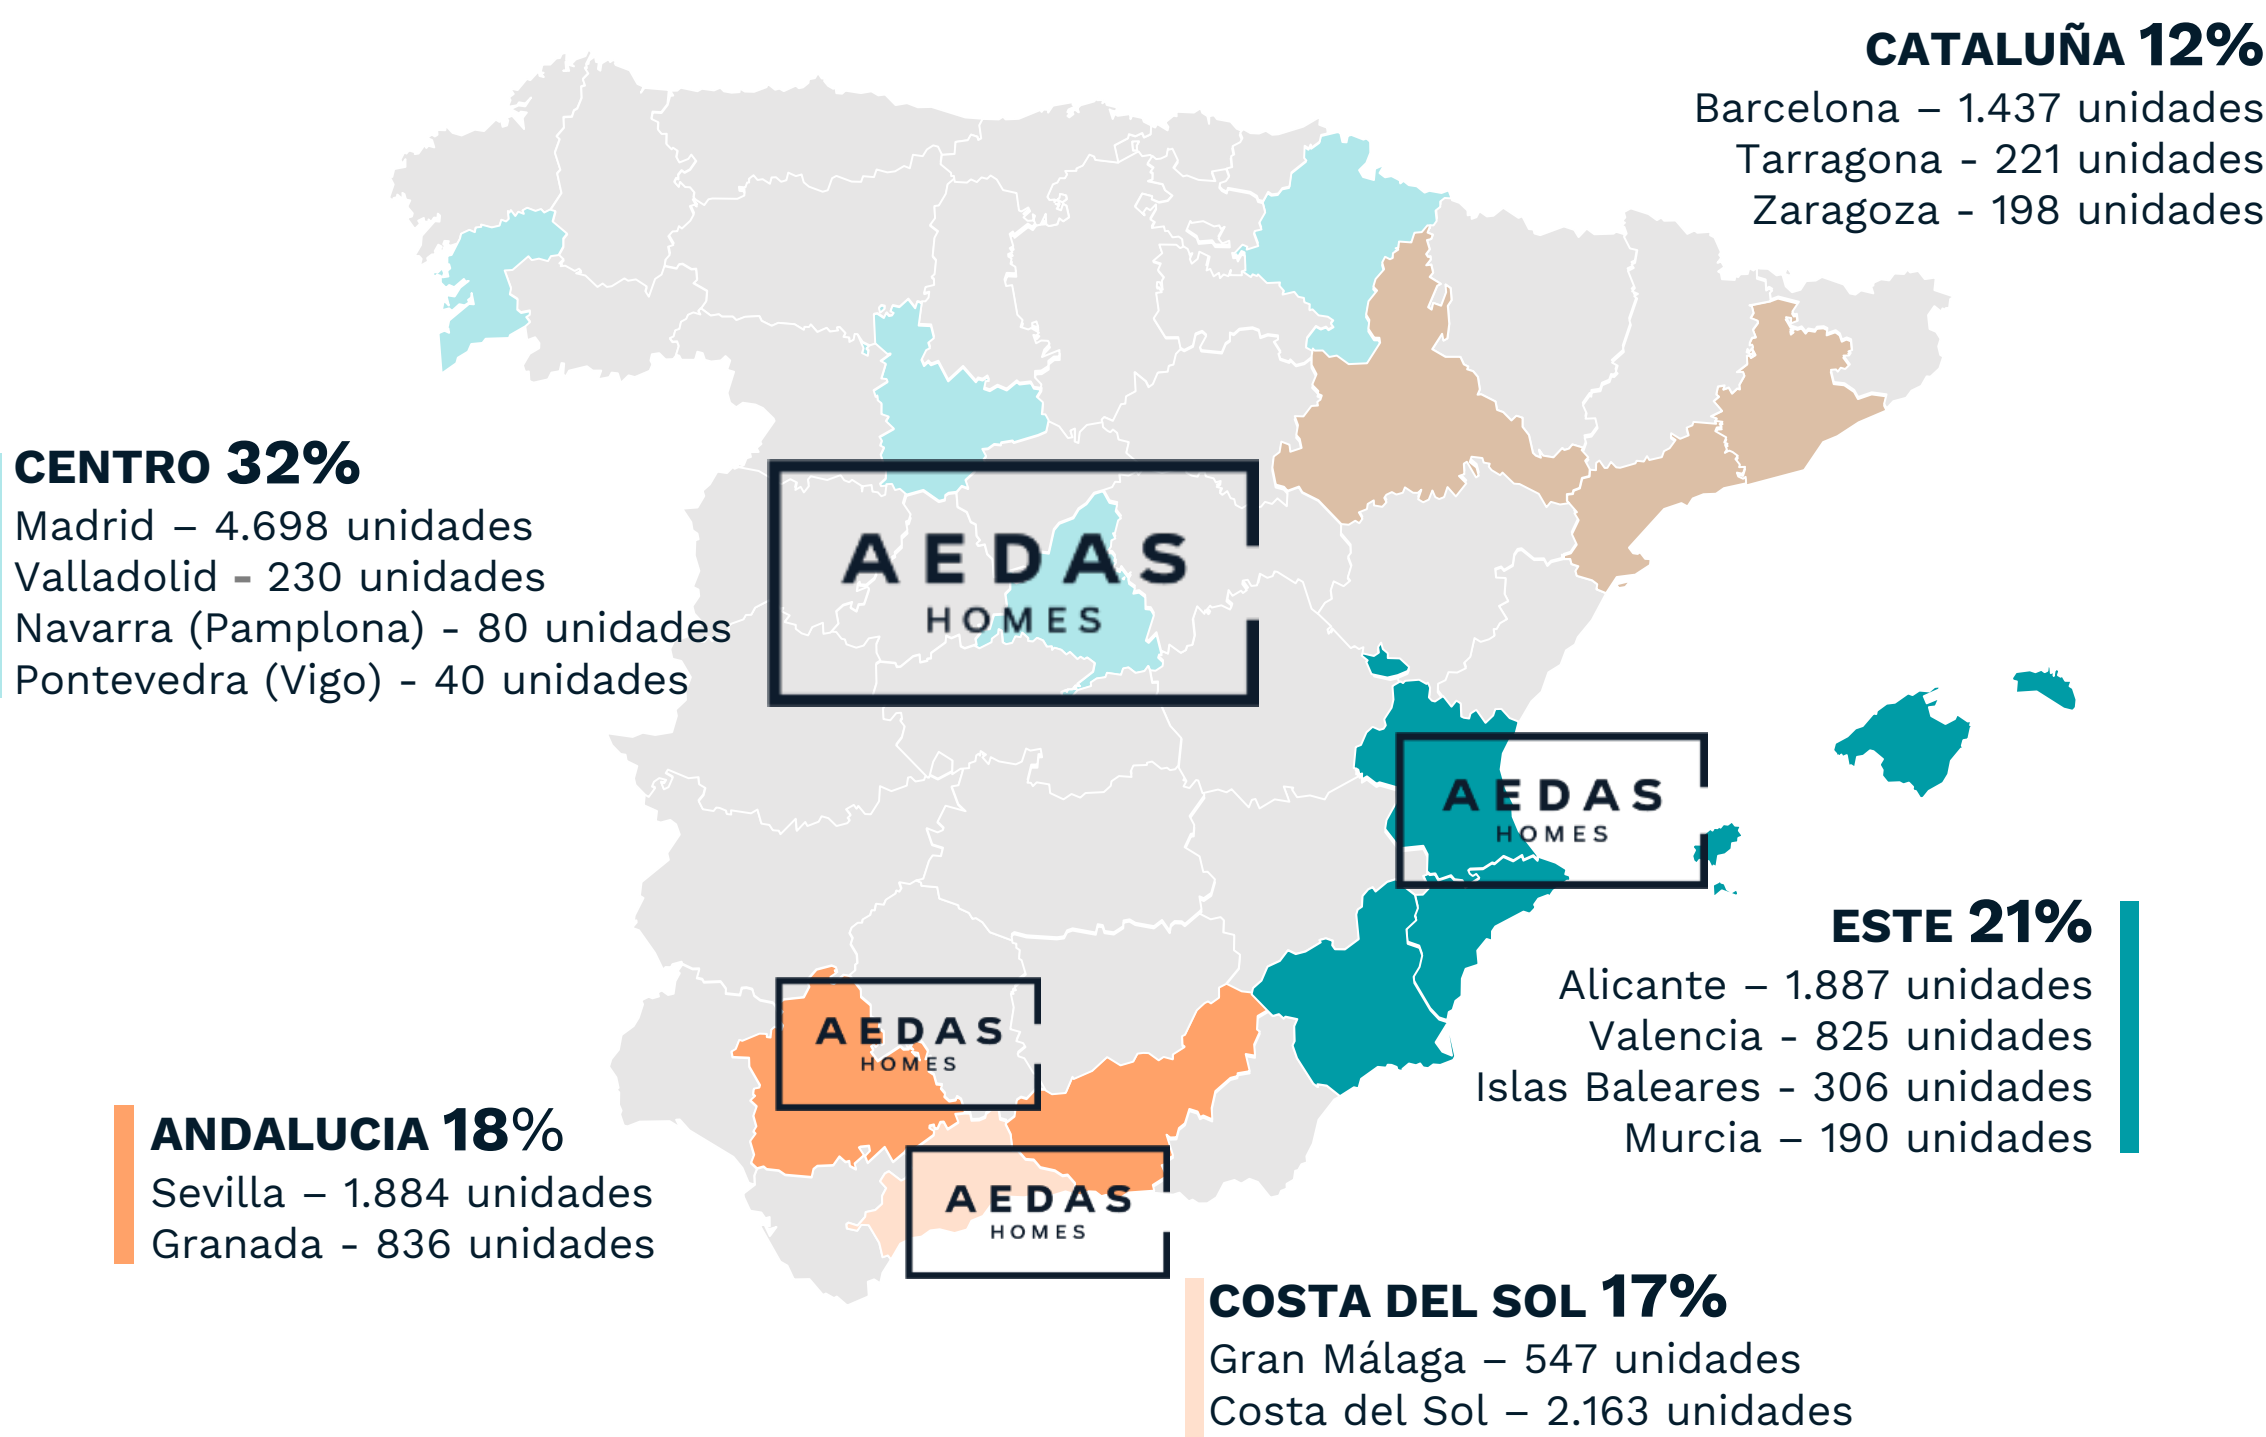 CATALUÑA 12%
Barcelona – 1.437 unidades
Tarragona - 221 unidades
Zaragoza - 198 unidades
CENTRO 32%
Madrid – 4.698 unidades
Valladolid - 230 unidades
Navarra (Pamplona) - 80 unidades
Pontevedra (Vigo) - 40 unidades
AEDAS
HOMES
AEDAS
HOMES
ESTE 21%
Alicante – 1.887 unidades
Valencia - 825 unidades
Islas Baleares - 306 unidades
Murcia – 190 unidades
AEDAS
HOMES
ANDALUCIA 18%
Sevilla – 1.884 unidades
Granada - 836 unidades
AEDAS
HOMES
COSTA DEL SOL 17%
Gran Málaga – 547 unidades
Costa del Sol – 2.163 unidades